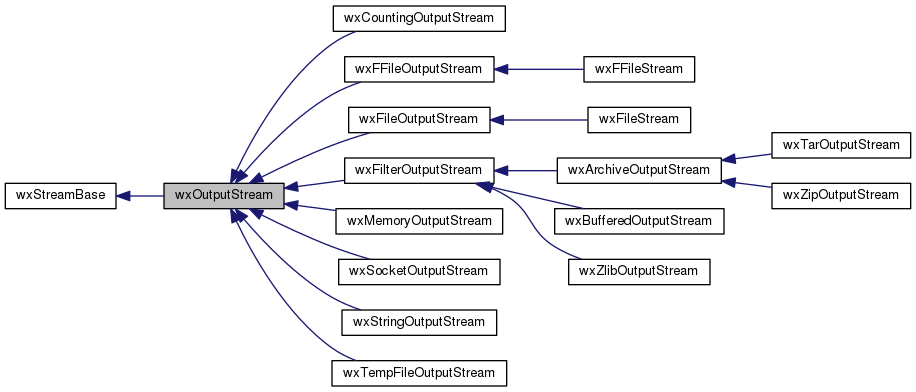 wxCountingOutputStream
wxFFileOutputStream
wxFFileStream
wxFileOutputStream
wxFileStream
wxTarOutputStream
wxFilterOutputStream
wxArchiveOutputStream
wxStreamBase
wxOutputStream
wxZipOutputStream
wxMemoryOutputStream
wxBufferedOutputStream
wxSocketOutputStream
wxZlibOutputStream
wxStringOutputStream
wxTempFileOutputStream